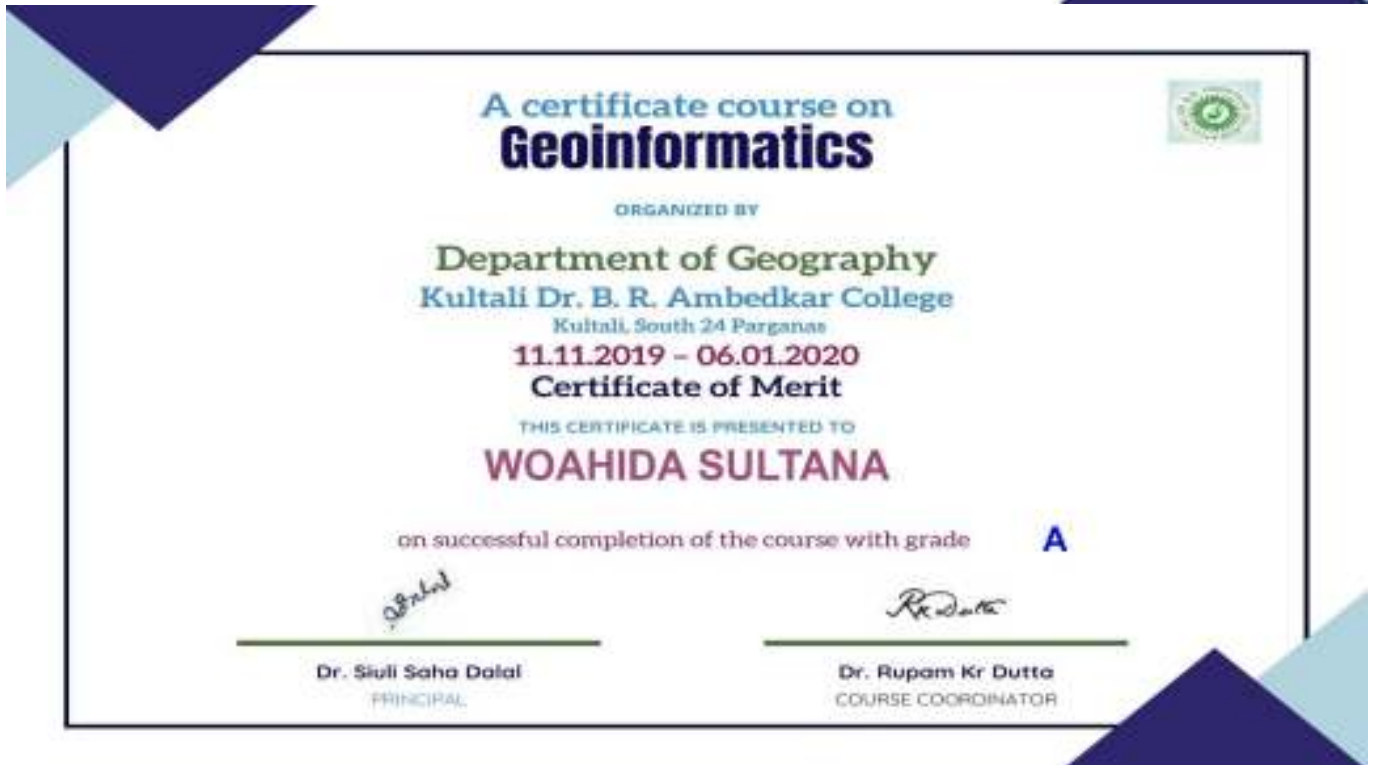 A certificate course on
Geoinformatics
ORGANIZED BY
Department of Geography
Kultali Dr. B. R. Ambedkar College
Kultali, South 24 Parganas
11.11.2019 – 06.01.2020
Certificate of Merit
THIS CERTIFICATE IS PRESENTED TO
WOAHIDA SULTANA
on successful completion of the course with grade A
Dr. Siuli Saha Dalal
PRINCIPAL
RKDutta
Dr. Rupam Kr Dutta
COURSE COORDINATOR